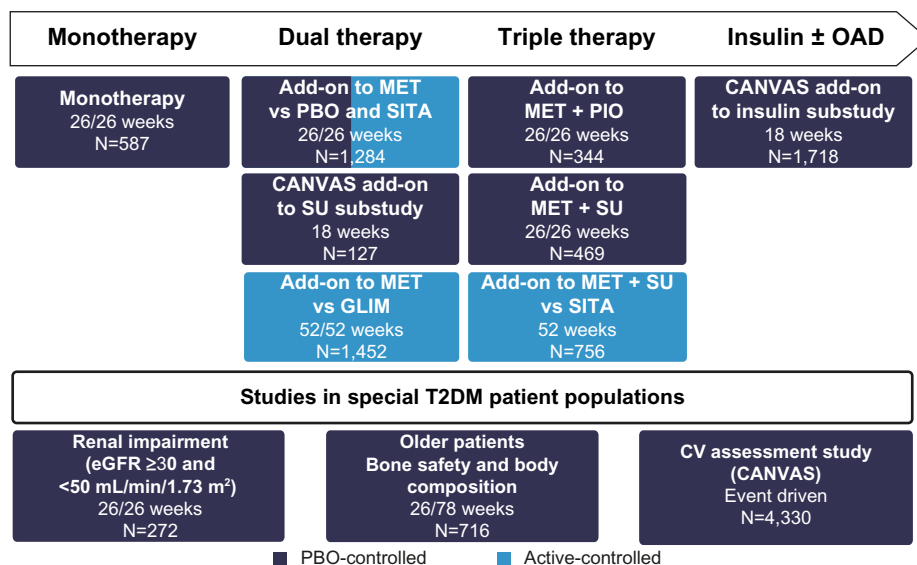 Monotherapy
Dual therapy
Triple therapy
Insulin ± OAD
Monotherapy
26/26 weeks
N=587
Add-on to MET
vs PBO and SITA
26/26 weeks
N=1,284
Add-on to
MET + PIO
26/26 weeks
N=344
CANVAS add-on
to insulin substudy
18 weeks
N=1,718
CANVAS add-on
to SU substudy
18 weeks
N=127
Add-on to
MET + SU
26/26 weeks
N=469
Add-on to MET
vs GLIM
52/52 weeks
N=1,452
Add-on to MET + SU
vs SITA
52 weeks
N=756
Studies in special T2DM patient populations
Renal impairment
(eGFR ≥30 and
<50 mL/min/1.73 m²)
26/26 weeks
N=272
Older patients
Bone safety and body
composition
26/78 weeks
N=716
CV assessment study
(CANVAS)
Event driven
N=4,330
PBO-controlled
Active-controlled